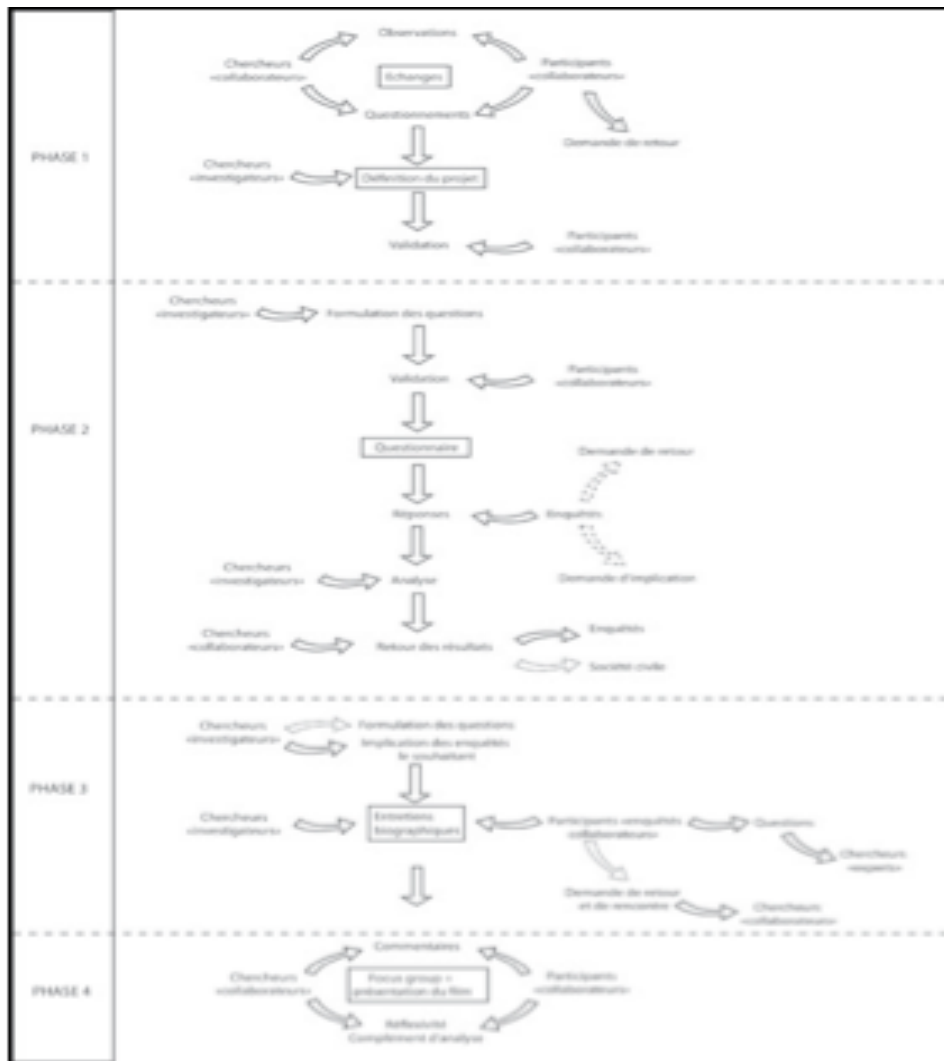 PHASE 1
Observations
Chercheurs
«collaborateurs»
Echanges
Participants
«collaborateurs»
Questionnements
Demande de retour
Chercheurs
«investigateurs»
Définition du projet
Validation
Participants
«collaborateurs»
PHASE 2
Chercheurs
«investigateurs»
Formulation des questions
Validation
Participants
«collaborateurs»
Questionnaire
Demande de retour
Réponses
Enquêtés
Demande d'implication
Chercheurs
«investigateurs»
Analyse
Chercheurs
«collaborateurs»
Retour des résultats
Enquêtés
Société civile
PHASE 3
Chercheurs
«investigateurs»
Formulation des questions
Implication des enquêtés
le souhaitant
Chercheurs
«investigateurs»
Entretiens
biographiques
Participants «enquêtés
collaborateurs»
Questions
Chercheurs
«experts»
Demande de retour
et de rencontre
Chercheurs
«collaborateurs»
PHASE 4
Commentaires
Chercheurs
«collaborateurs»
Focus group +
présentation du film
Participants
«collaborateurs»
Réflexivité
Complément d'analyse